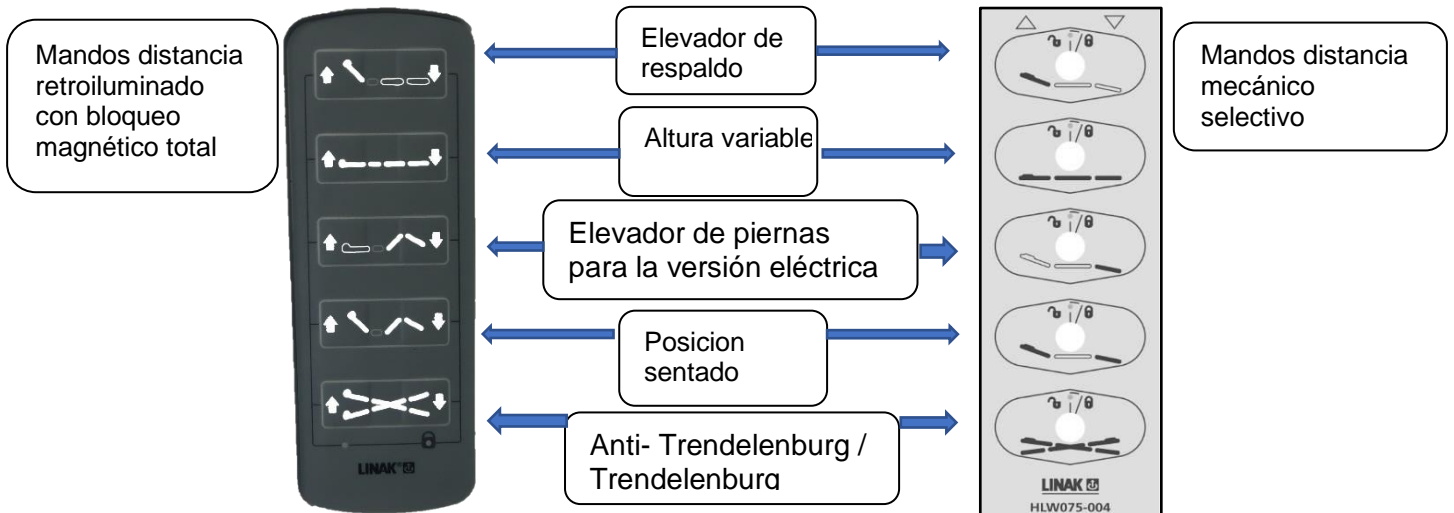 Mandos distancia
retroiluminado
con bloqueo
magnético total
LINAK
Elevador de
respaldo
Altura variable
Elevador de piernas
para la versión eléctrica
Posicion
sentado
Anti- Trendelenburg /
Trendelenburg
LINAK
HLW075-004
Mandos distancia
mecánico
selectivo